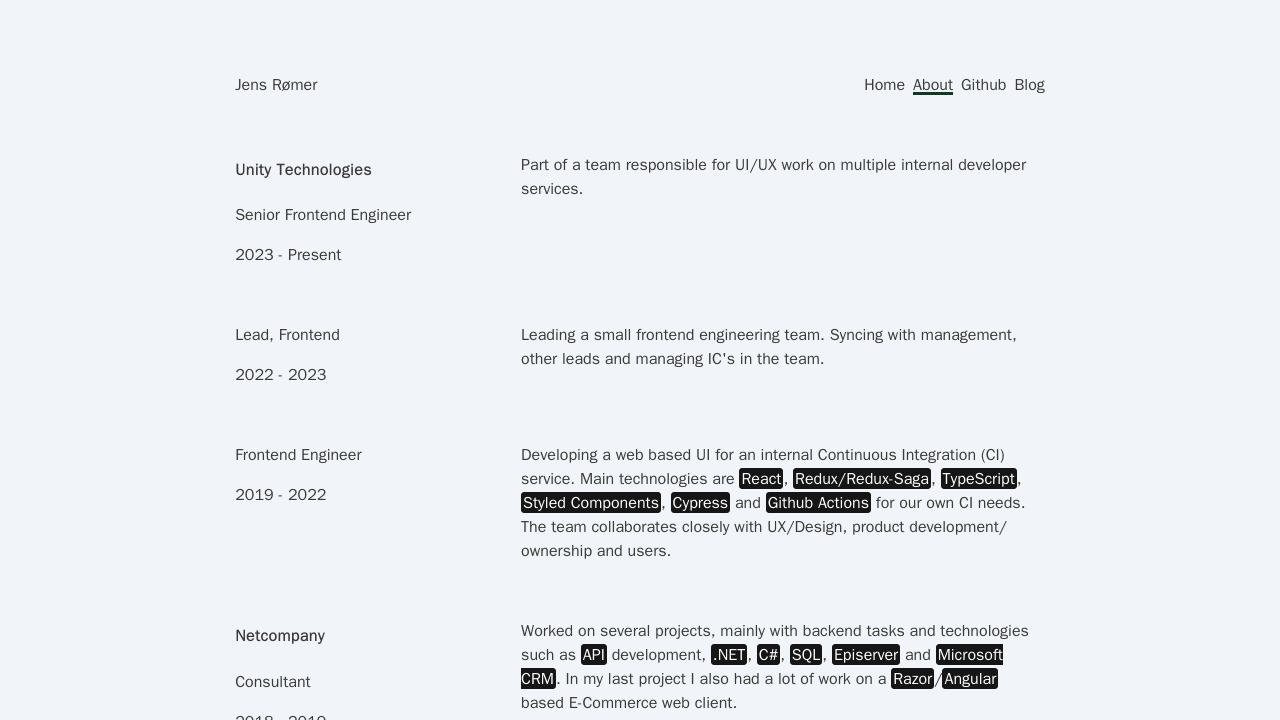 Jens Rømer
Home About Github Blog
Unity Technologies
Senior Frontend Engineer
2023 - Present
Part of a team responsible for UI/UX work on multiple internal developer
services.
Lead, Frontend
2022 - 2023
Leading a small frontend engineering team. Syncing with management,
other leads and managing IC's in the team.
Frontend Engineer
2019 - 2022
Developing a web based UI for an internal Continuous Integration (CI)
service. Main technologies are React, Redux/Redux-Saga, TypeScript,
Styled Components, Cypress and Github Actions for our own CI needs.
The team collaborates closely with UX/Design, product development/
ownership and users.
Netcompany
Consultant
2018 - 2019
Worked on several projects, mainly with backend tasks and technologies
such as API development, .NET, C#, SQL, Episerver and Microsoft
CRM. In my last project I also had a lot of work on a Razor/Angular
based E-Commerce web client.